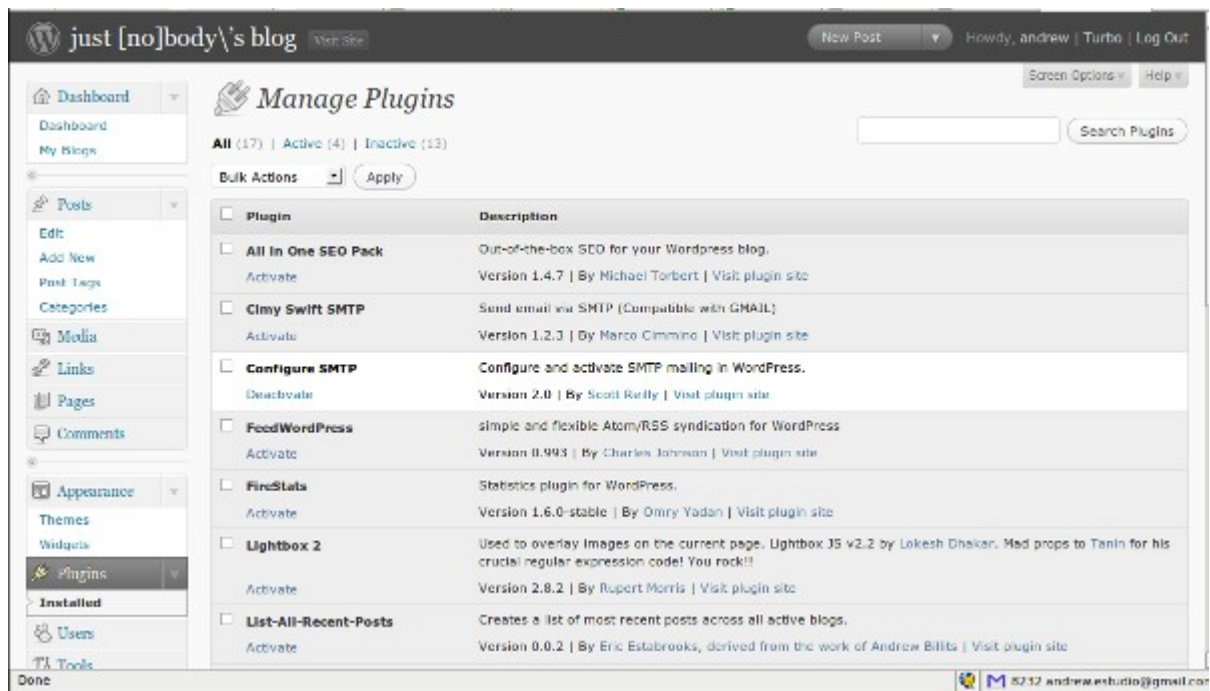 just [no]body\'s blog Visit Site New Post Howdy, andrew | Turbo | Log Out
Screen Options Help
Dashboard
Dashboard
My Blogs
Posts
Edit
Add New
Post Tags
Categories
Media
Links
Pages
Comments
Appearance
Themes
Widgets
Plugins
Installed
Users
Tools
Manage Plugins
All (17) | Active (4) | Inactive (13)
Search Plugins
Bulk Actions Apply
Plugin Description
All in One SEO Pack Out-of-the-box SEO for your Wordpress blog.
Activate Version 1.4.7 | By Michael Torbert | Visit plugin site
Cimy Swift SMTP Send email via SMTP (Compatible with GMAIL)
Activate Version 1.2.3 | By Marco Cimmino | Visit plugin site
Configure SMTP Configure and activate SMTP mailing in WordPress.
Deactivate Version 2.0 | By Scott Reilly | Visit plugin site
FeedWordPress simple and flexible Atom/RSS syndication for WordPress
Activate Version 0.993 | By Charles Johnson | Visit plugin site
FireStats Statistics plugin for WordPress.
Activate Version 1.6.0-stable | By Omry Yadan | Visit plugin site
Lightbox 2 Used to overlay images on the current page. Lightbox JS v2.2 by Lokesh Dhakar. Mad props to Tanin for his
crucial regular expression code! You rock!!
Activate Version 2.8.2 | By Rupert Morris | Visit plugin site
List-All-Recent-Posts Creates a list of most recent posts across all active blogs.
Activate Version 0.0.2 | By Eric Estabrooks, derived from the work of Andrew Billits | Visit plugin site
Done 8232 andrew.estudio@gmail.com